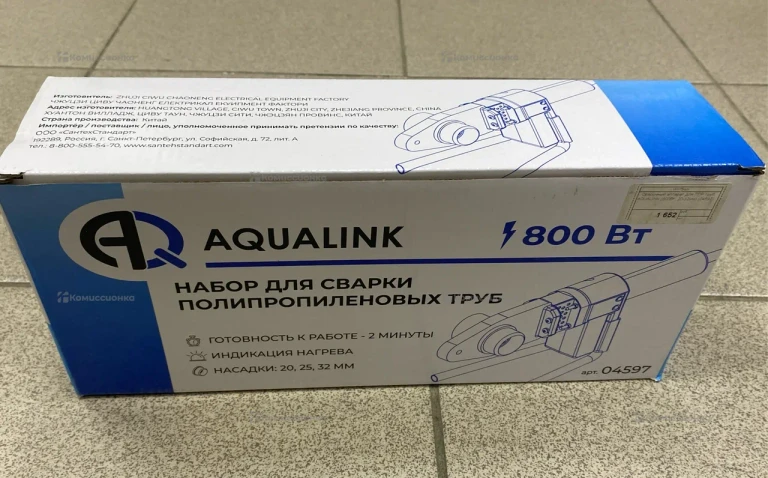 Изготовитель: ZHUJI CIWU CHAONENG ELECTRICAL EQUIPMENT FACTORY
ЧЖУЦЗИ ЦИВУ ЧАОНЕНГ ЕЛЕКТРИКАЛ ЕКУИПМЕНТ ФАКТОРИ
Адрес изготовителя: HUANGTONG VILLAGE, CIWU TOWN, ZHUJI CITY, ZHEJIANG PROVINCE, CHINA
ХУАНТОН ВИЛЛАДЖ, ЦИВУ ТАУН, ЧЖУЦЗИ СИТИ, ЧЖЭЦЗЯН ПРОВИНС, КИТАЙ
Страна производства: Китай
Импортёр / поставщик / лицо, уполномоченное принимать претензии по качеству:
ООО «СантехСтандарт»
192289, Россия, г. Санкт-Петербург, ул. Софийская, д. 72, лит. А
тел.: 8-800-555-54-70, www.santehstandart.com
AQ AQUALINK
800 Вт
1 652
НАБОР ДЛЯ СВАРКИ
ПОЛИПРОПИЛЕНОВЫХ ТРУБ
Комиссионка
ГОТОВНОСТЬ К РАБОТЕ - 2 МИНУТЫ
ИНДИКАЦИЯ НАГРЕВА
НАСАДКИ: 20, 25, 32 ММ
арт. 04597